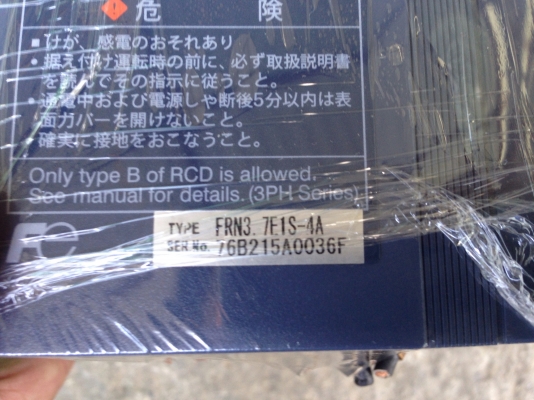 危 険
■けが、感電のおそれあり
•据え付け運転時の前に、必ず取扱説明書
を読んでその指示に従うこと。
•通電中および電源しゃ断後5分以内は表
面カバーを開けないこと。
•確実に接地をおこなうこと。
Only type B of RCD is allowed.
See manual for details. (3PH Series)
Fe
TYPE FRN3.7F1S-4A
SER.No. 76B215A0036F